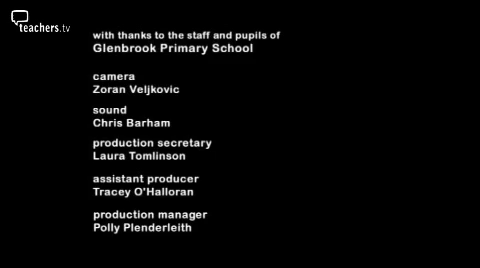 teachers.tv
with thanks to the staff and pupils of
Glenbrook Primary School
camera
Zoran Veljkovic
sound
Chris Barham
production secretary
Laura Tomlinson
assistant producer
Tracey O'Halloran
production manager
Polly Plenderleith